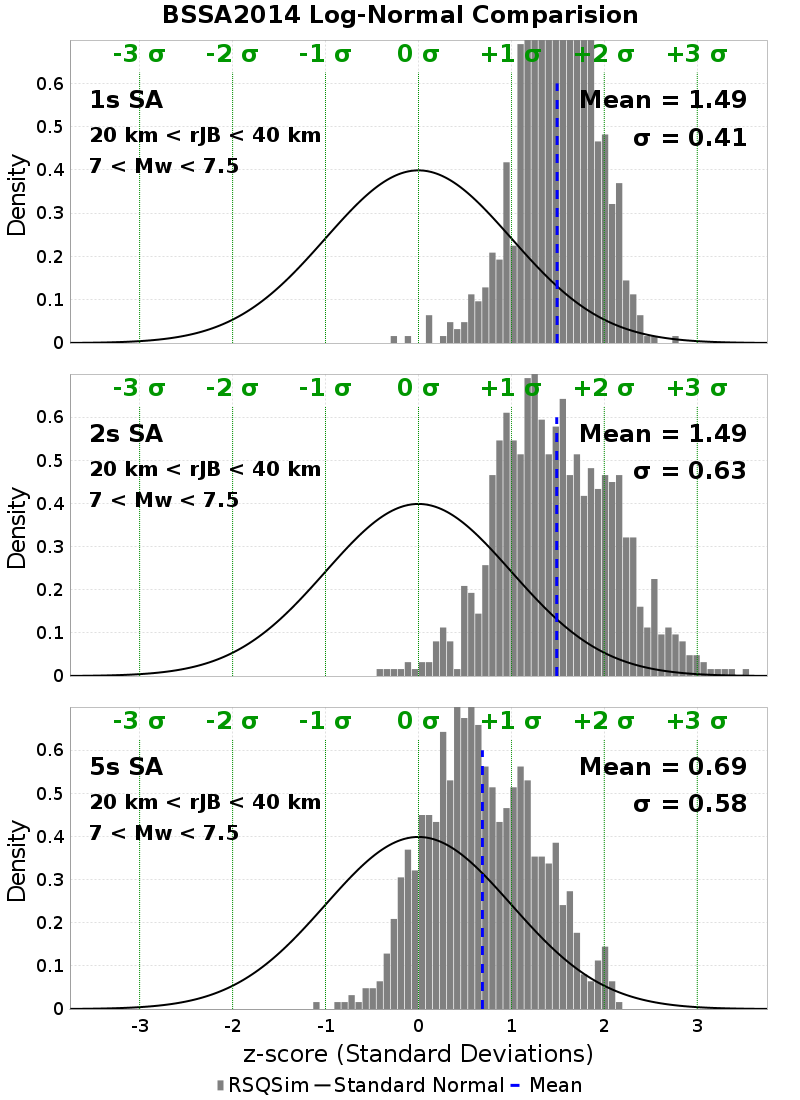 BSSA2014 Log-Normal Comparision
-3 σ -2 σ -1 σ 0 σ +1 σ +2 σ +3 σ
1s SA
Mean = 1.49
20 km < rJB < 40 km
σ = 0.41
7 < Mw < 7.5
Density
0.6
0.5
0.4
0.3
0.2
0.1
0
-3 σ -2 σ -1 σ 0 σ +1 σ +2 σ +3 σ
2s SA
Mean = 1.49
20 km < rJB < 40 km
σ = 0.63
7 < Mw < 7.5
Density
0.6
0.5
0.4
0.3
0.2
0.1
0
-3 σ -2 σ -1 σ 0 σ +1 σ +2 σ +3 σ
5s SA
Mean = 0.69
20 km < rJB < 40 km
σ = 0.58
7 < Mw < 7.5
Density
0.6
0.5
0.4
0.3
0.2
0.1
0
-3 -2 -1 0 1 2 3
z-score (Standard Deviations)
RSQSim Standard Normal Mean